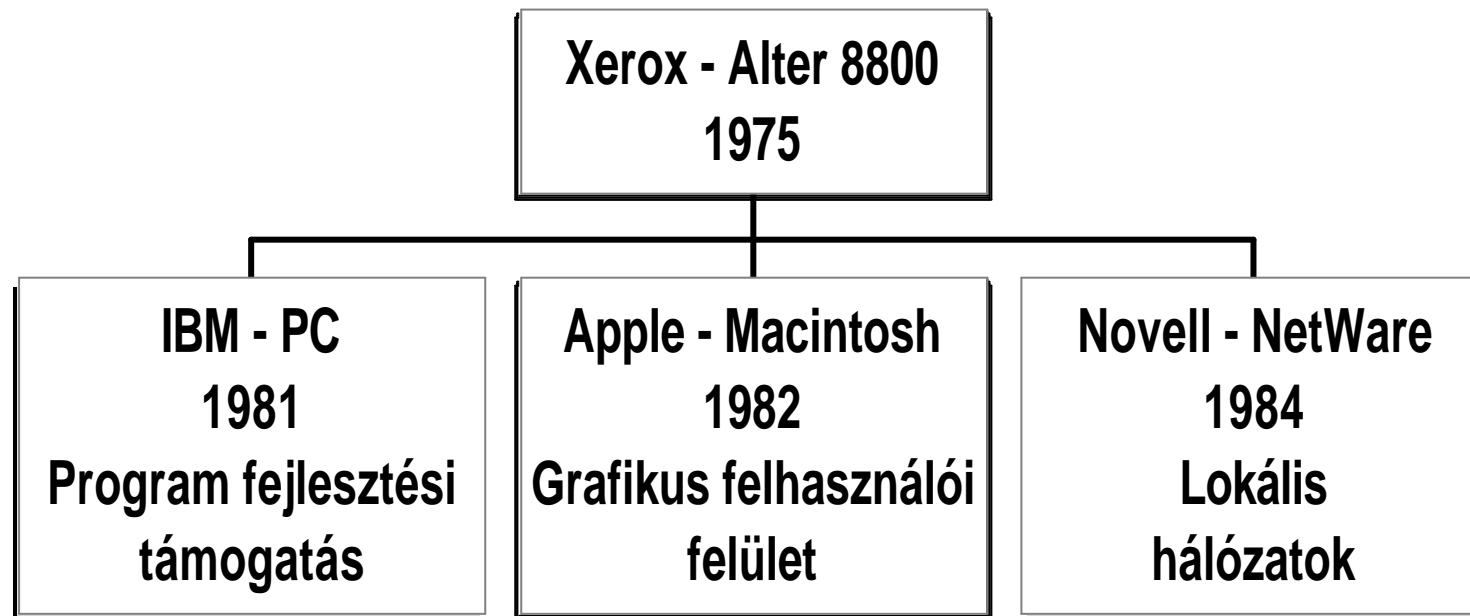 Xerox - Alter 8800
1975
IBM - PC
1981
Program fejlesztési
támogatás
Apple - Macintosh
1982
Grafikus felhasználói
felület
Novell - NetWare
1984
Lokális
hálózatok